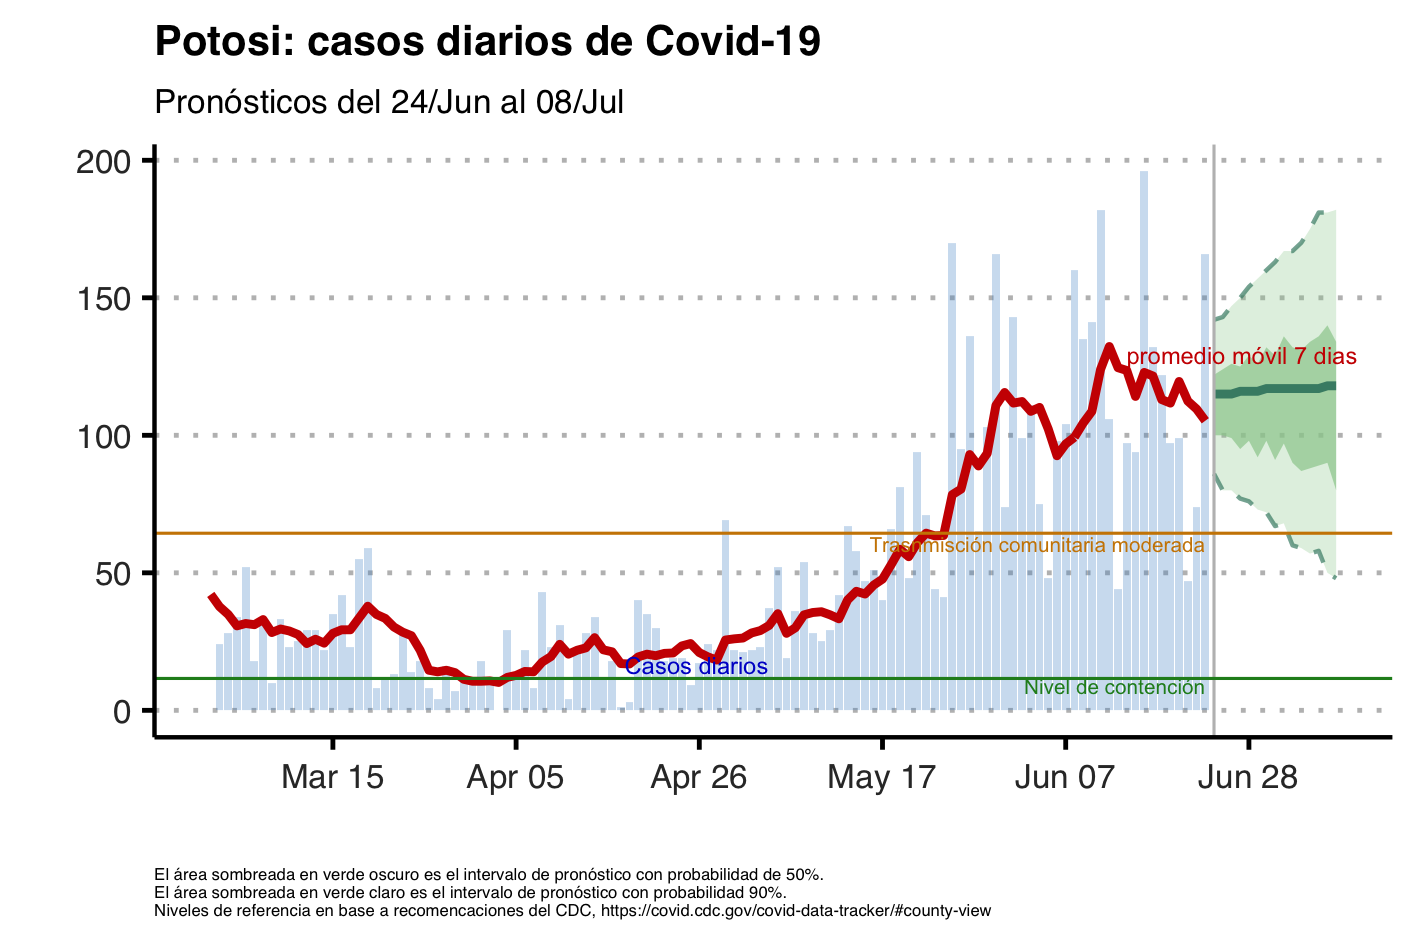 Potosi: casos diarios de Covid-19
Pronósticos del 24/Jun al 08/Jul
200
150
100
50
0
promedio móvil 7 dias
Trasnmisción comunitaria moderada
Casos diarios
Nivel de contención
Mar 15
Apr 05
Apr 26
May 17
Jun 07
Jun 28
El área sombreada en verde oscuro es el intervalo de pronóstico con probabilidad de 50%.
El área sombreada en verde claro es el intervalo de pronóstico con probabilidad 90%.
Niveles de referencia en base a recomencaciones del CDC, https://covid.cdc.gov/covid-data-tracker/#county-view